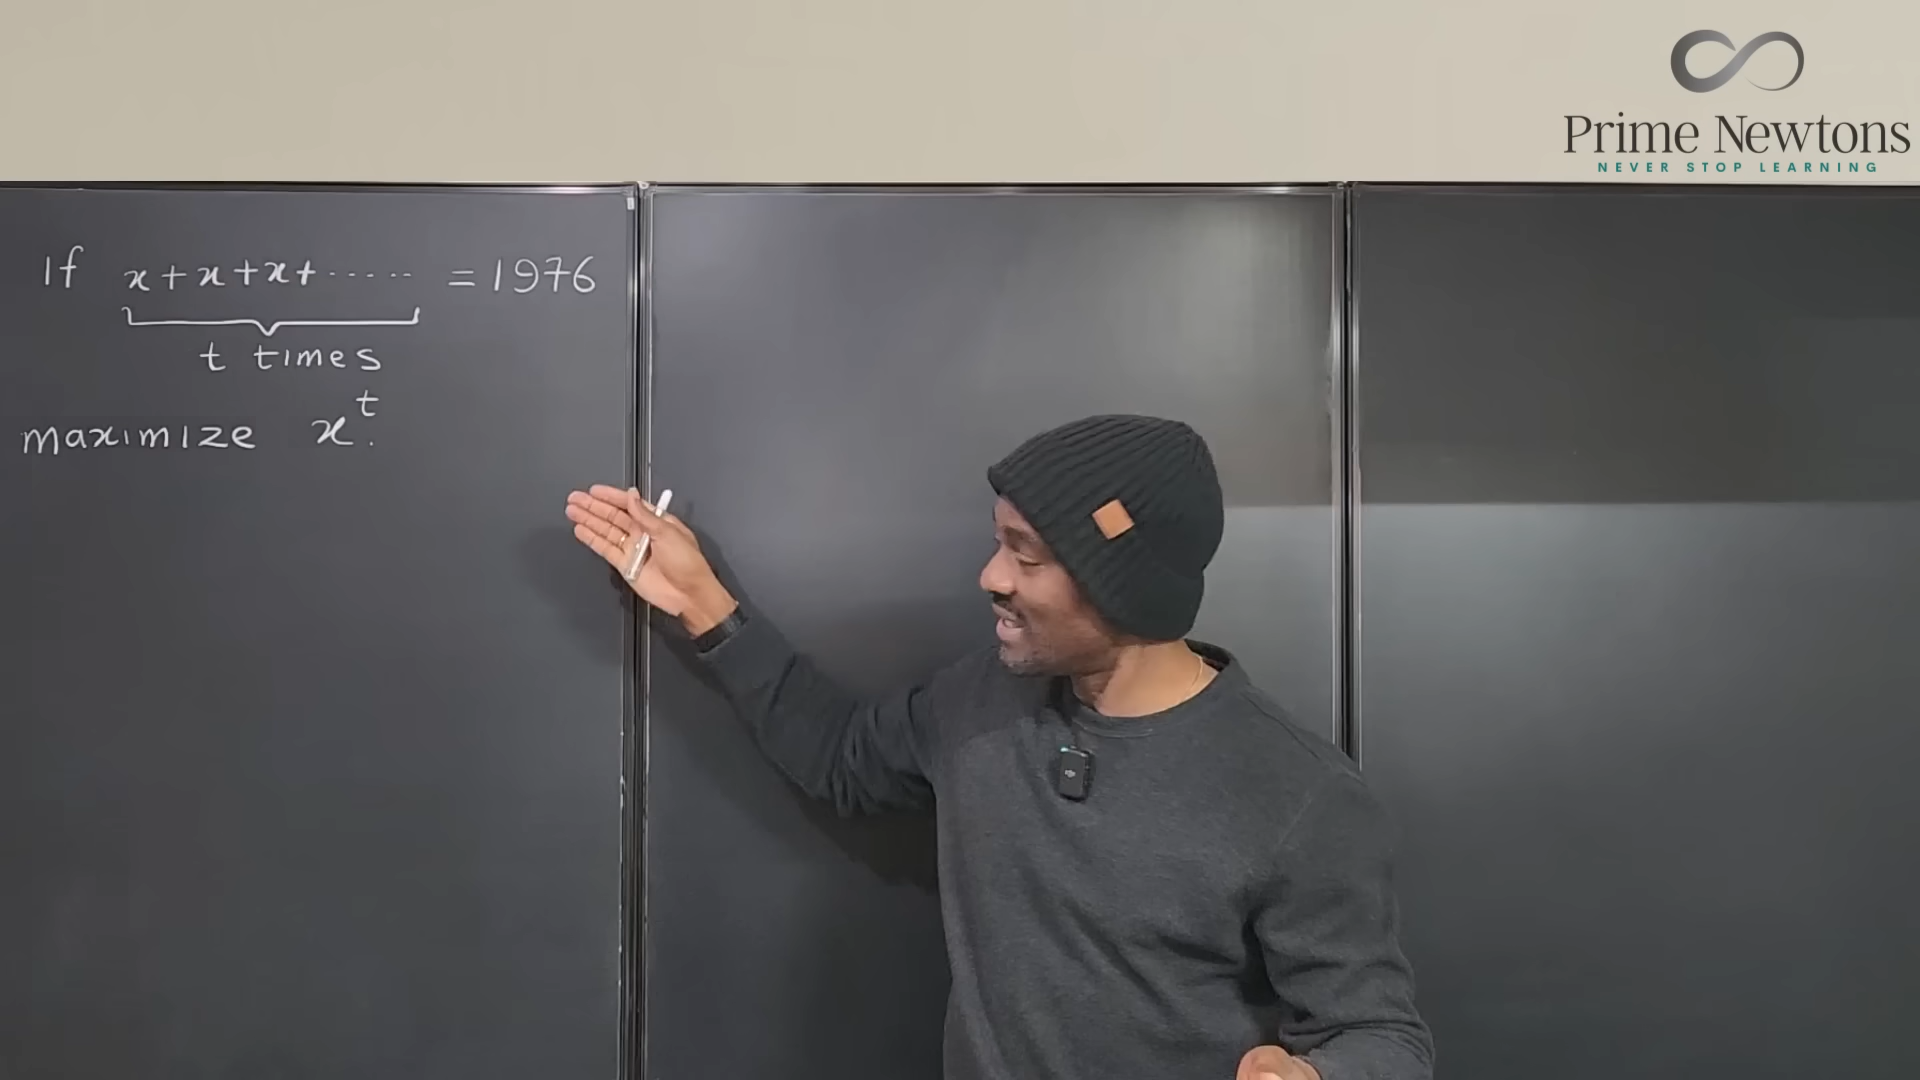 Prime Newtons
NEVER STOP LEARNING
If x+x+x+······ = 1976
t times
maximize x^t.